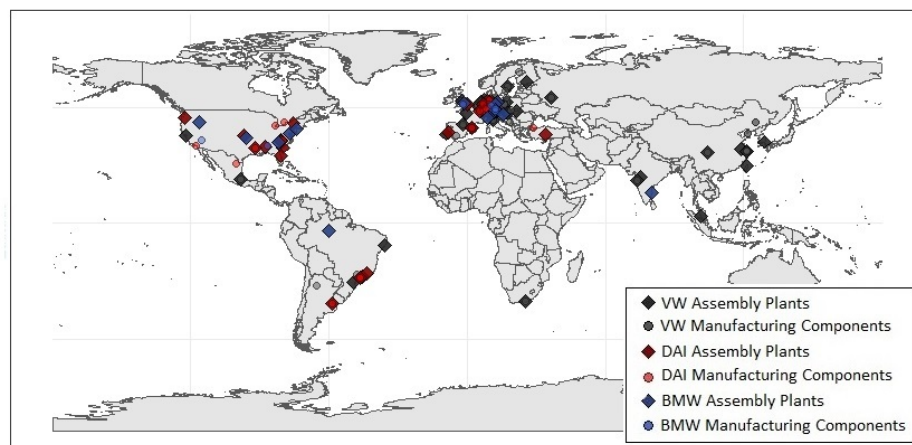 VW Assembly Plants
VW Manufacturing Components
DAI Assembly Plants
DAI Manufacturing Components
BMW Assembly Plants
BMW Manufacturing Components